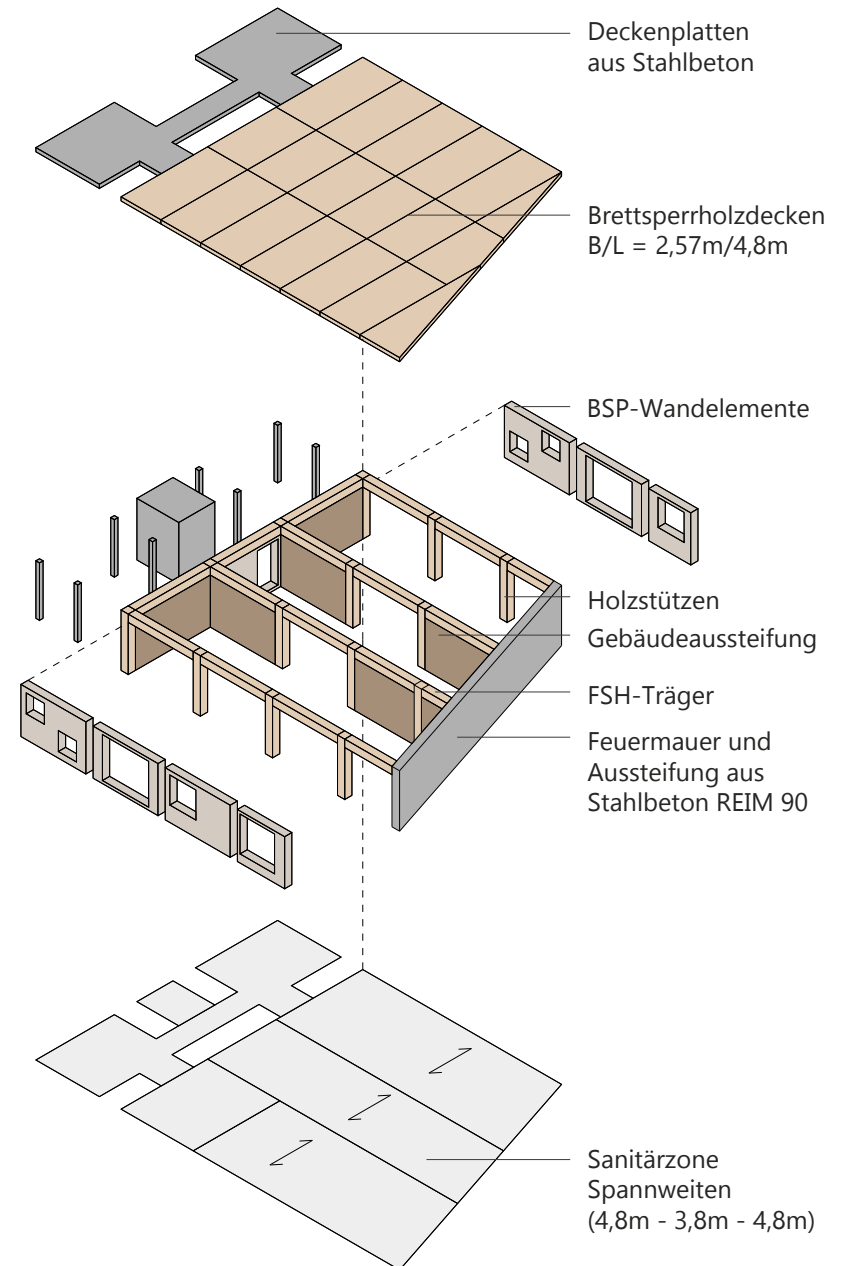 Deckenplatten
aus Stahlbeton
Brettsperrholzdecken
B/L = 2,57m/4,8m
BSP-Wandelemente
Holzstützen
Gebäudeaussteifung
FSH-Träger
Feuermauer und
Aussteifung aus
Stahlbeton REIM 90
Sanitärzone
Spannweiten
(4,8m - 3,8m - 4,8m)